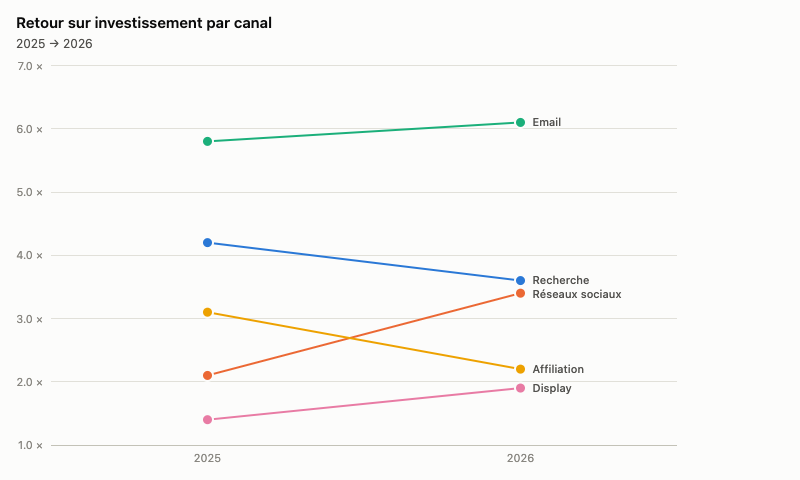 Retour sur investissement par canal
2025 → 2026
7.0 ×
6.0 ×
5.0 ×
4.0 ×
3.0 ×
2.0 ×
1.0 ×
Email
Recherche
Réseaux sociaux
Affiliation
Display
2025
2026